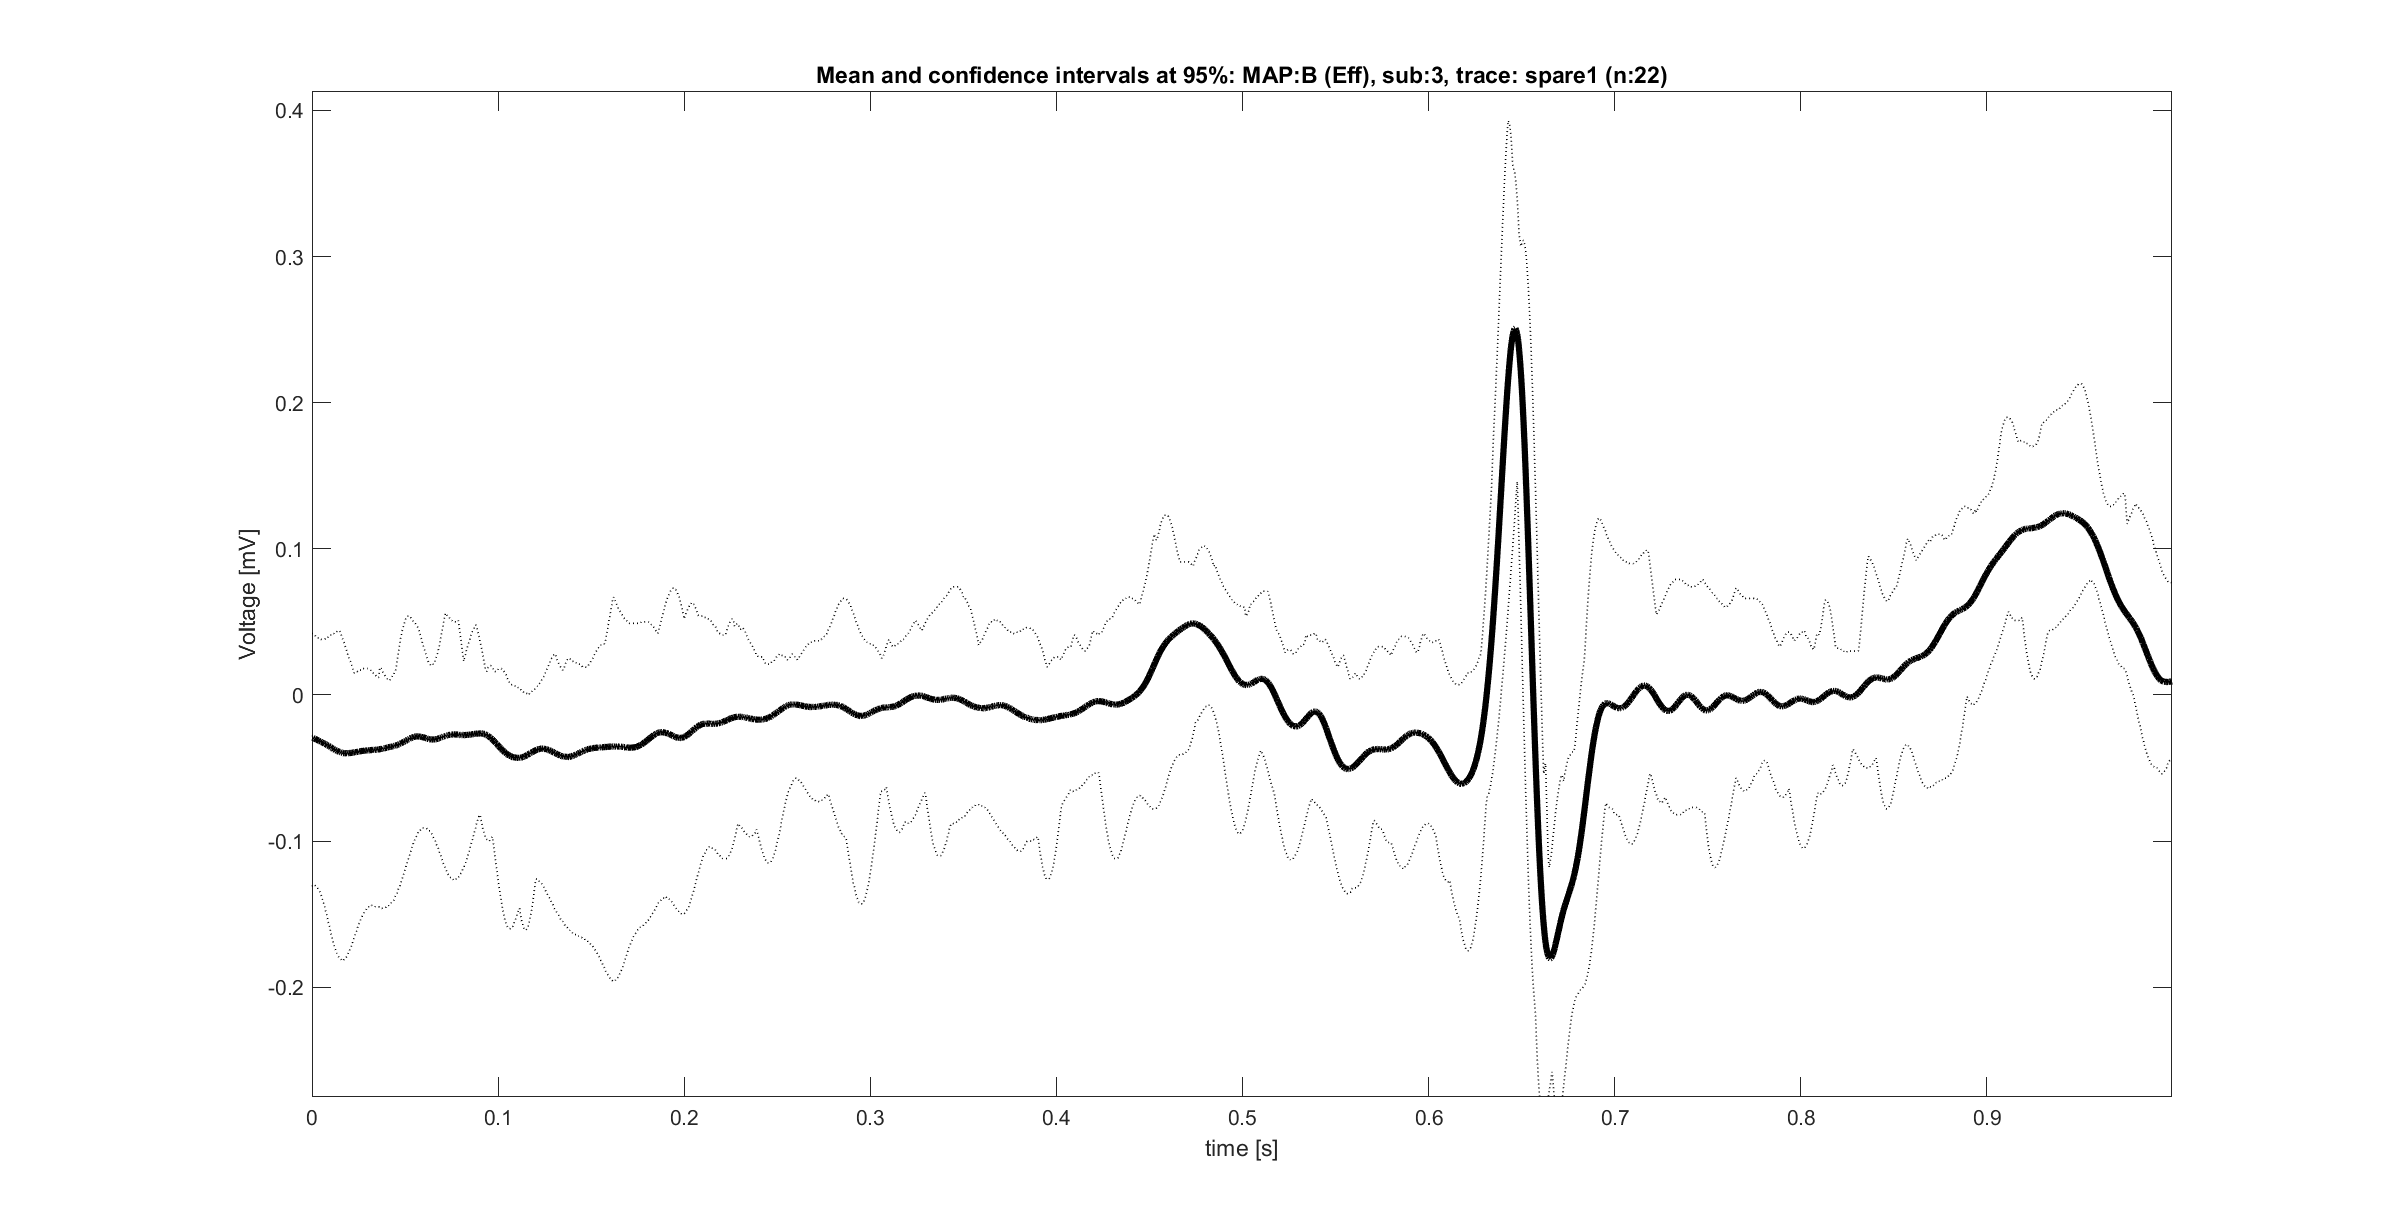 Mean and confidence intervals at 95%: MAP:B (Eff), sub:3, trace: spare1 (n:22)
0.4
0.3
0.2
0.1
0
-0.1
-0.2
Voltage [mV]
0 0.1 0.2 0.3 0.4 0.5 0.6 0.7 0.8 0.9
time [s]